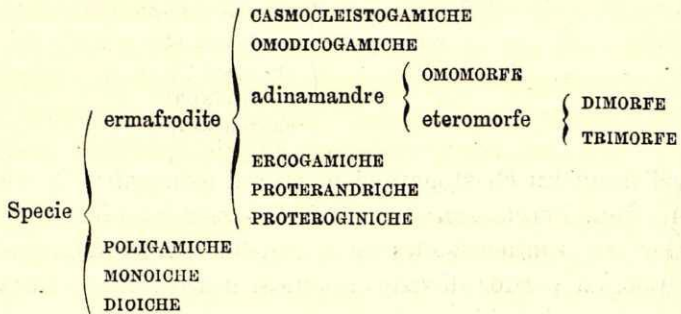 CASMOCLEISTOGAMICHE
OMODICOGAMICHE
adinamandre
OMOMORFE
eteromorfe
DIMORFE
TRIMORFE
ermafrodite
ERCOGAMICHE
PROTERANDRICHE
PROTEROGINICHE
Specie
POLIGAMICHE
MONOICHE
DIOICHE